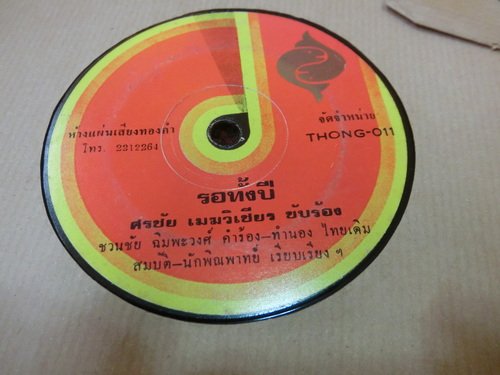 ห้างแผ่นเสียงทองคำ
โทร. 2212264
จัดจำหน่าย
THONG-011
รอทั้งปี
ศรชัย เมฆวิเชียร ขับร้อง
ชวนชัย ฉิมพะวงศ์ คำร้อง-ทำนอง ไทยเดิม
สมบัติ-นักพิณพาทย์ เรียบเรียง ฯ